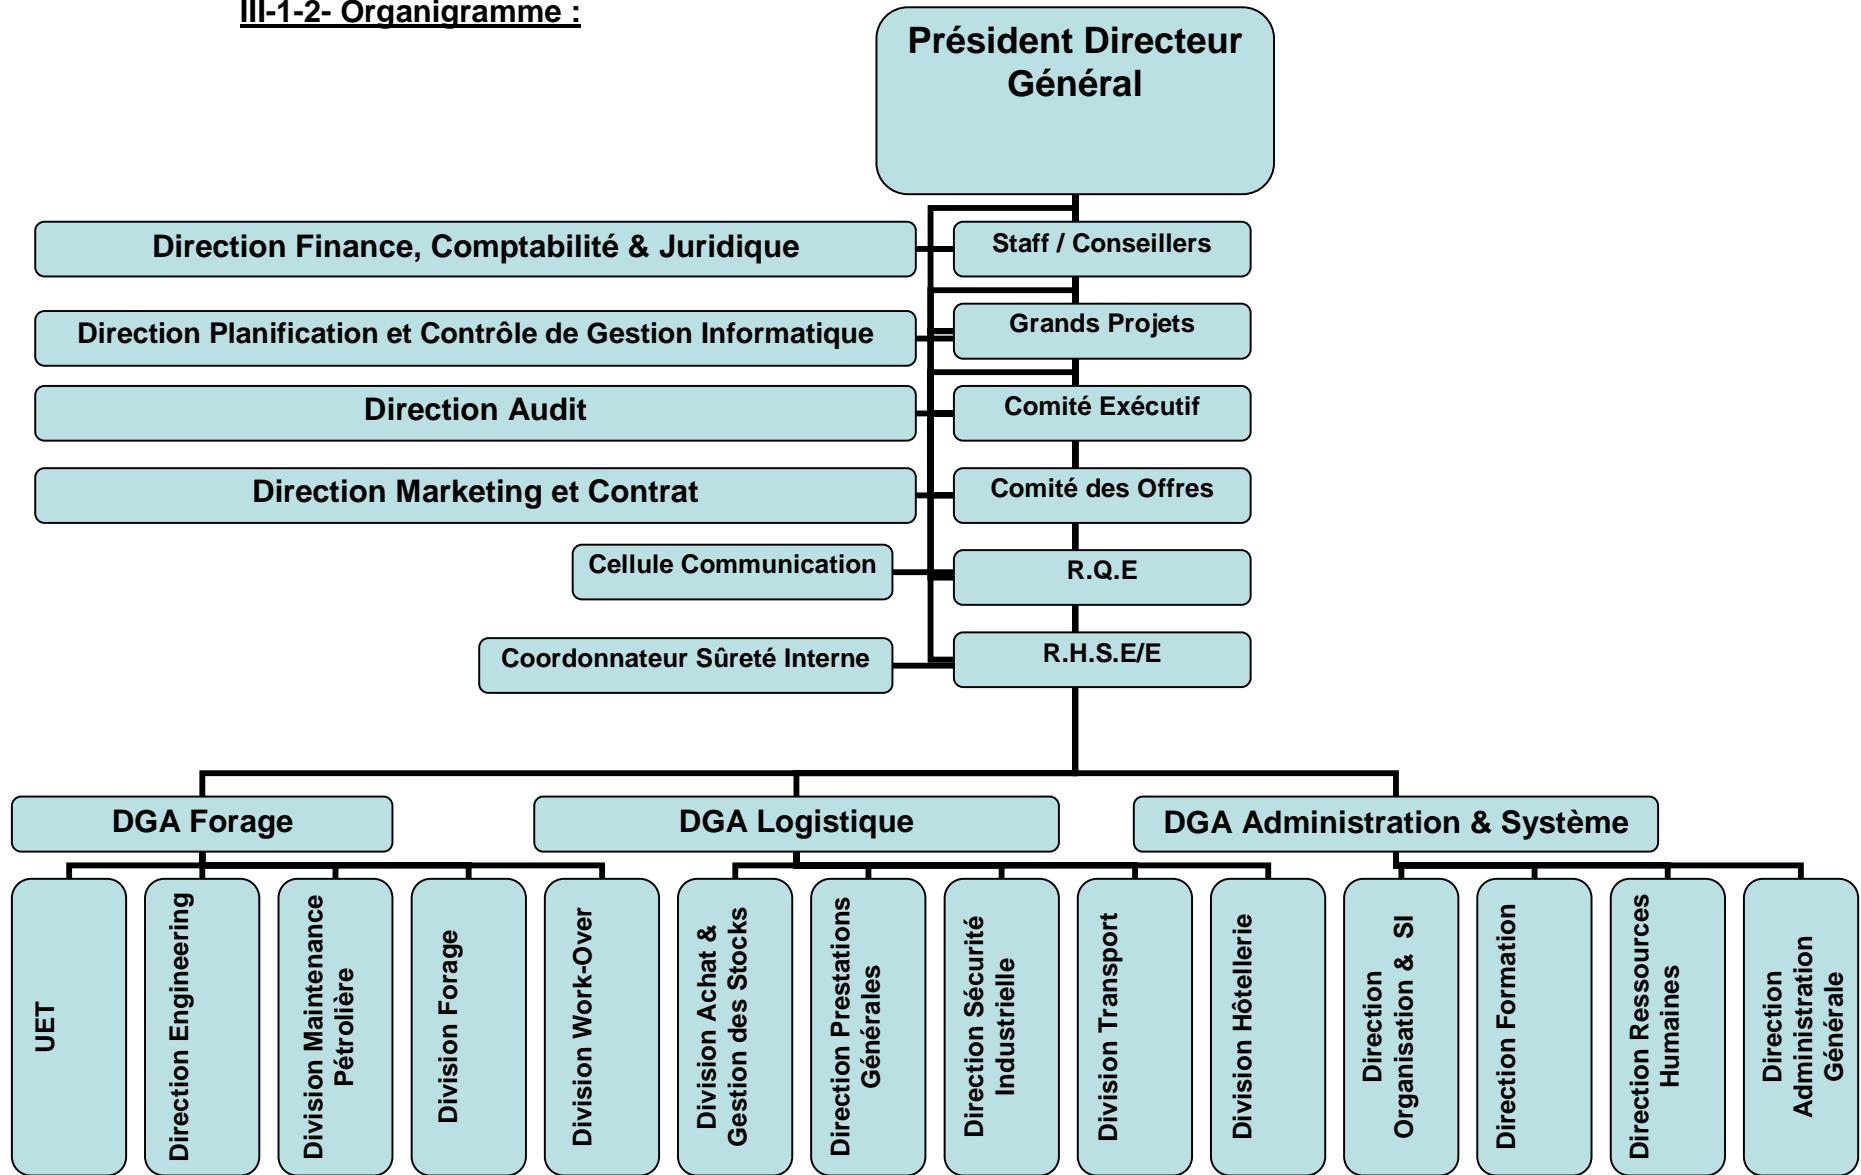 III-1-2- Organigramme :
Président Directeur
Général
Direction Finance, Comptabilité & Juridique
Staff / Conseillers
Direction Planification et Contrôle de Gestion Informatique
Grands Projets
Direction Audit
Comité Exécutif
Direction Marketing et Contrat
Comité des Offres
Cellule Communication
R.Q.E
Coordonnateur Sûreté Interne
R.H.S.E/E
DGA Forage
DGA Logistique
DGA Administration & Système
UET
Direction Engineering
Division Maintenance
Pétrolière
Division Forage
Division Work-Over
Division Achat &
Gestion des Stocks
Direction Prestations
Générales
Direction Sécurité
Industrielle
Division Transport
Division Hôtellerie
Direction
Organisation & SI
Direction Formation
Direction Ressources
Humaines
Direction
Administration
Générale